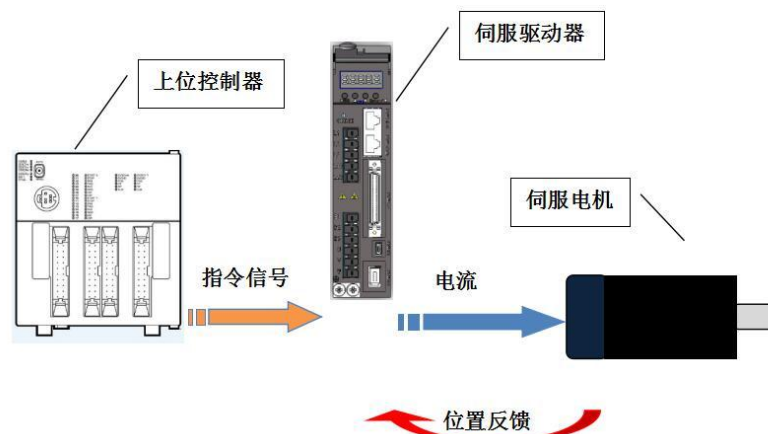 伺服驱动器
上位控制器
伺服电机
指令信号
电流
位置反馈